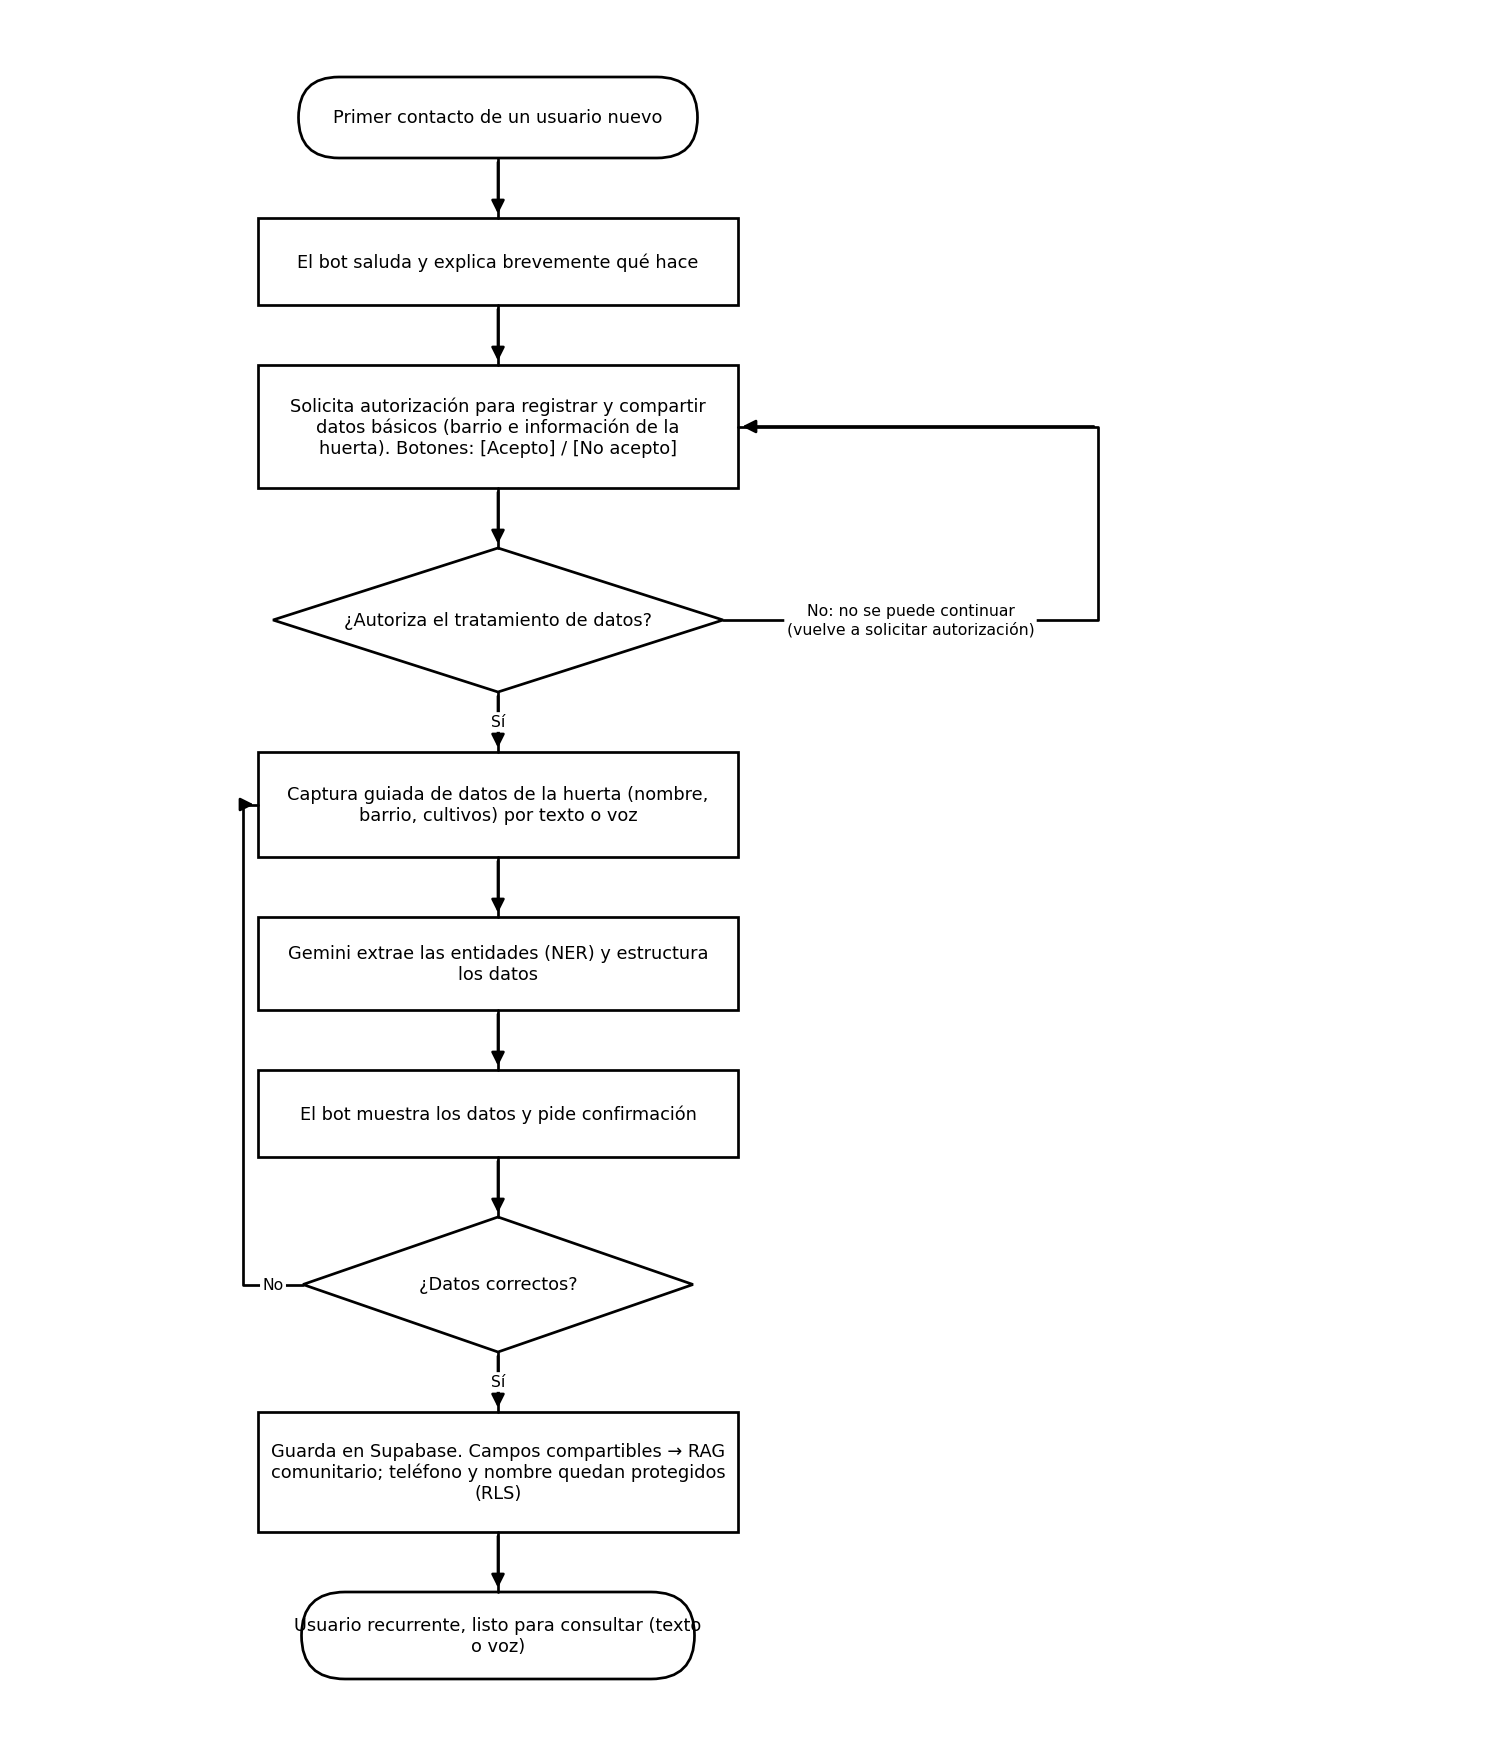 Primer contacto de un usuario nuevo
El bot saluda y explica brevemente qué hace
Solicita autorización para registrar y compartir
datos básicos (barrio e información de la
huerta). Botones: [Acepto] / [No acepto]
¿Autoriza el tratamiento de datos?
No: no se puede continuar
(vuelve a solicitar autorización)
Sí
Captura guiada de datos de la huerta (nombre,
barrio, cultivos) por texto o voz
Gemini extrae las entidades (NER) y estructura
los datos
El bot muestra los datos y pide confirmación
¿Datos correctos?
No
Sí
Guarda en Supabase. Campos compartibles → RAG
comunitario; teléfono y nombre quedan protegidos
(RLS)
Usuario recurrente, listo para consultar (texto
o voz)